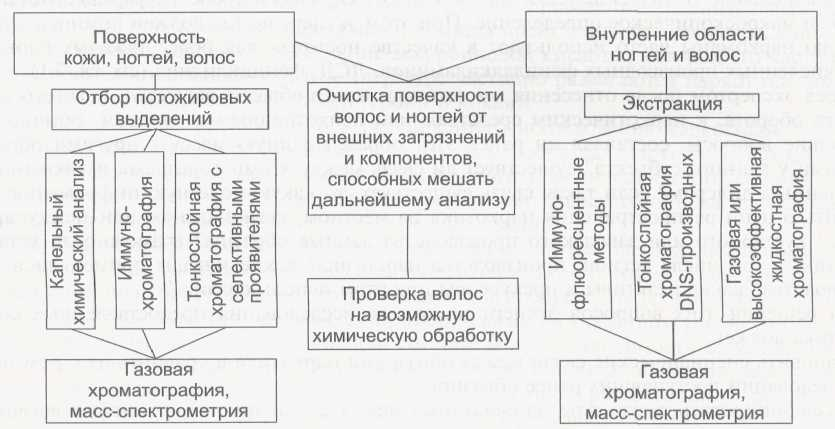 Поверхность
кожи, ногтей, волос
Внутренние области
ногтей и волос
Отбор потожировых
выделений
Очистка поверхности
волос и ногтей от
внешних загрязнений
и компонентов,
способных мешать
дальнейшему анализу
Экстракция
Капельный
химический анализ
Иммуно-
хроматография
Токослойная
хроматография с
селективными
проявителями
Иммуно-
флюоресцентные
методы
Тонкслойная
хроматография
DNS-производных
Газовая или
высокоэффективная
жидкостная
хроматография
Проверка волос
на возможную
химическую обработку
Газовая
хроматография,
масс-спектрометрия
Газовая
хроматография,
масс-спектрометрия